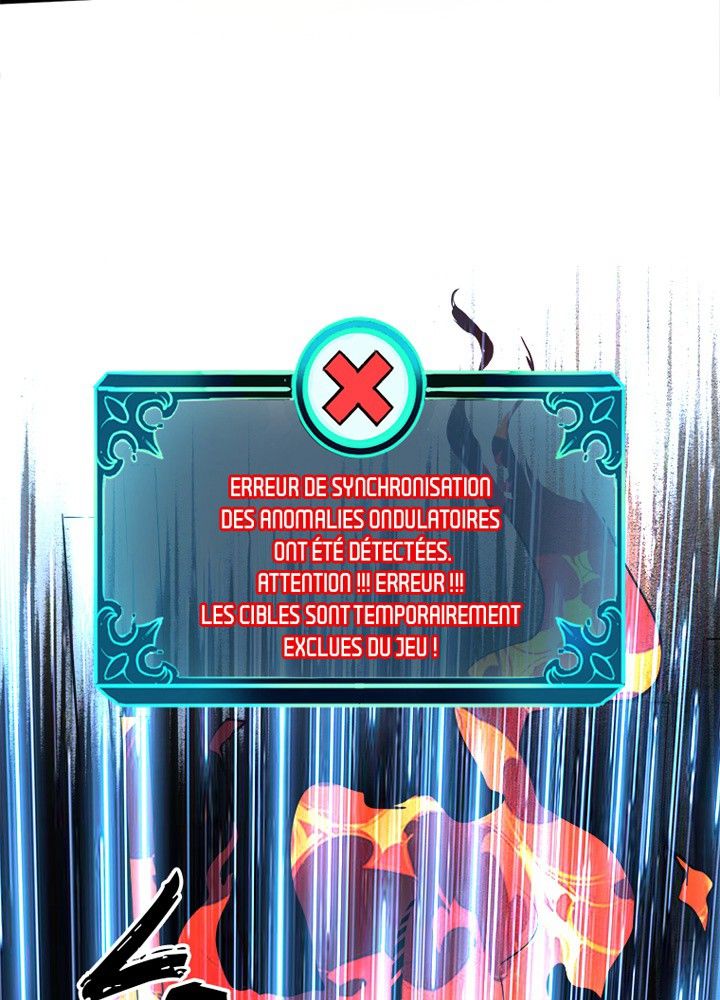 ERREUR DE SYNCHRONISATION
DES ANOMALIES ONDULATOIRES
ONT ÉTÉ DÉTECTÉES.
ATTENTION !!! ERREUR !!!
LES CIBLES SONT TEMPORAIREMENT
EXCLUES DU JEU !